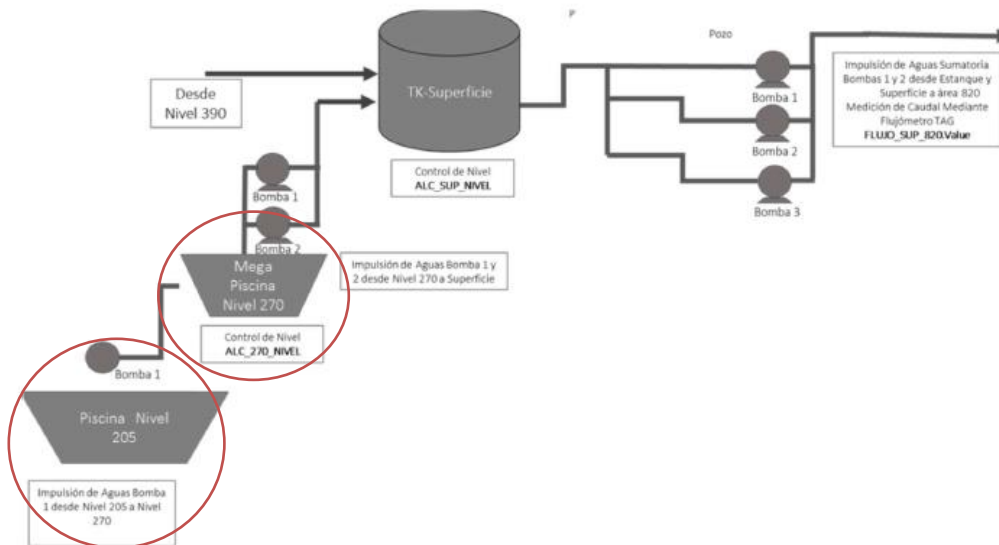 P
Pozo
Desde
Nivel 390
TK-Superficie
Bomba 1
Bomba 2
Bomba 3
Impulsión de Aguas Sumatoria
Bombas 1 y 2 desde Estanque y
Superficie a área 820
Medición de Caudal Mediante
Flujómetro TAG
FLUJO_SUP_820.Value
Control de Nivel
ALC_SUP_NIVEL
Bomba 1
Bomba 2
Mega
Piscina
Nivel 270
Impulsión de Aguas Bomba 1 y
2 desde Nivel 270 a Superficie
Control de Nivel
ALC_270_NIVEL
Bomba 1
Piscina Nivel
205
Impulsión de Aguas Bomba
1 desde Nivel 205 a Nivel
270